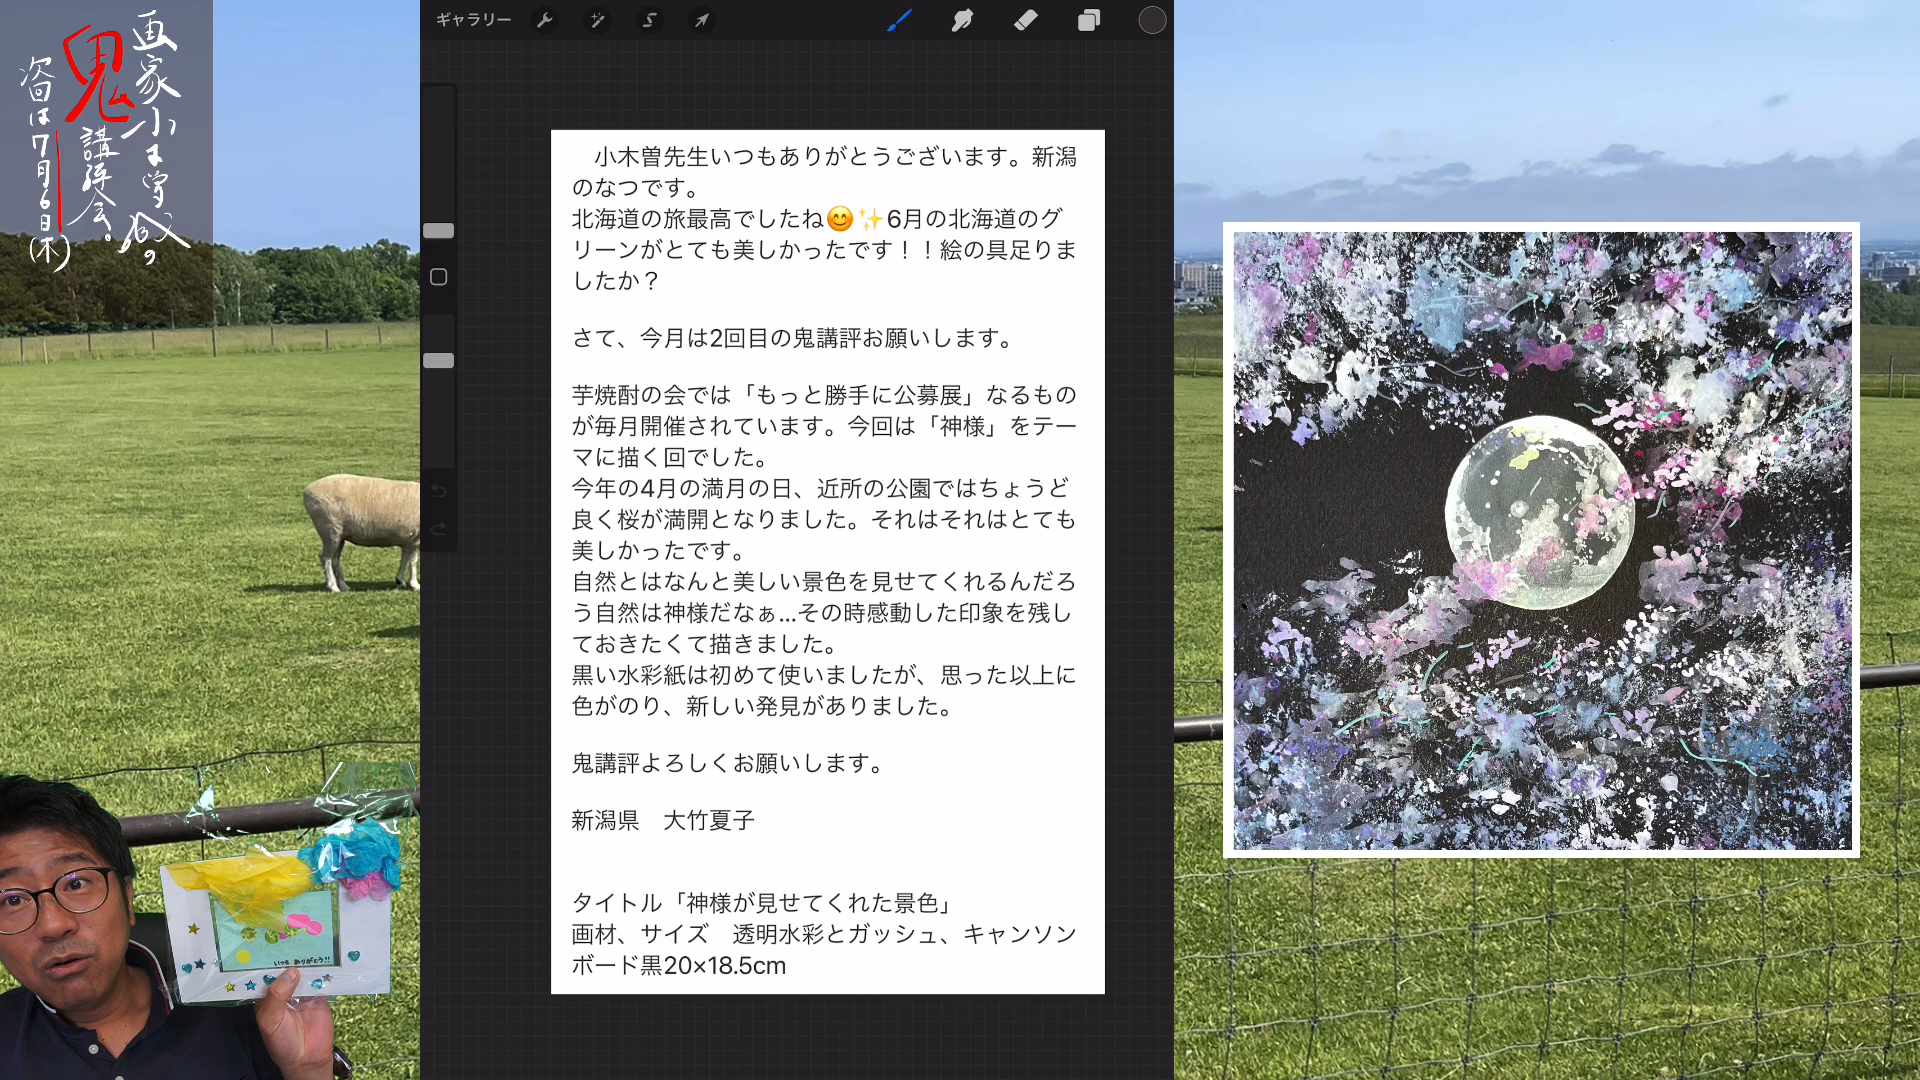 画家小木曽誠の
鬼講評会。
次回は7月6日(木)
ギャラリー
小木曽先生いつもありがとうございます。新潟
のなつです。
北海道の旅最高でしたね😊✨6月の北海道のグ
リーンがとても美しかったです！！絵の具足りま
したか？
さて、今月は2回目の鬼講評お願いします。
芋焼酎の会では「もっと勝手に公募展」なるもの
が毎月開催されています。今回は「神様」をテー
マに描く回でした。
今年の4月の満月の日、近所の公園ではちょうど
良く桜が満開となりました。それはそれはとても
美しかったです。
自然とはなんと美しい景色を見せてくれるんだろ
う自然は神様だなぁ...その時感動した印象を残し
ておきたくて描きました。
黒い水彩紙は初めて使いましたが、思った以上に
色がのり、新しい発見がありました。
鬼講評よろしくお願いします。
新潟県　大竹夏子
タイトル「神様が見せてくれた景色」
画材、サイズ　透明水彩とガッシュ、キャンソン
ボード黒20×18.5cm
いつも ありがとう!!